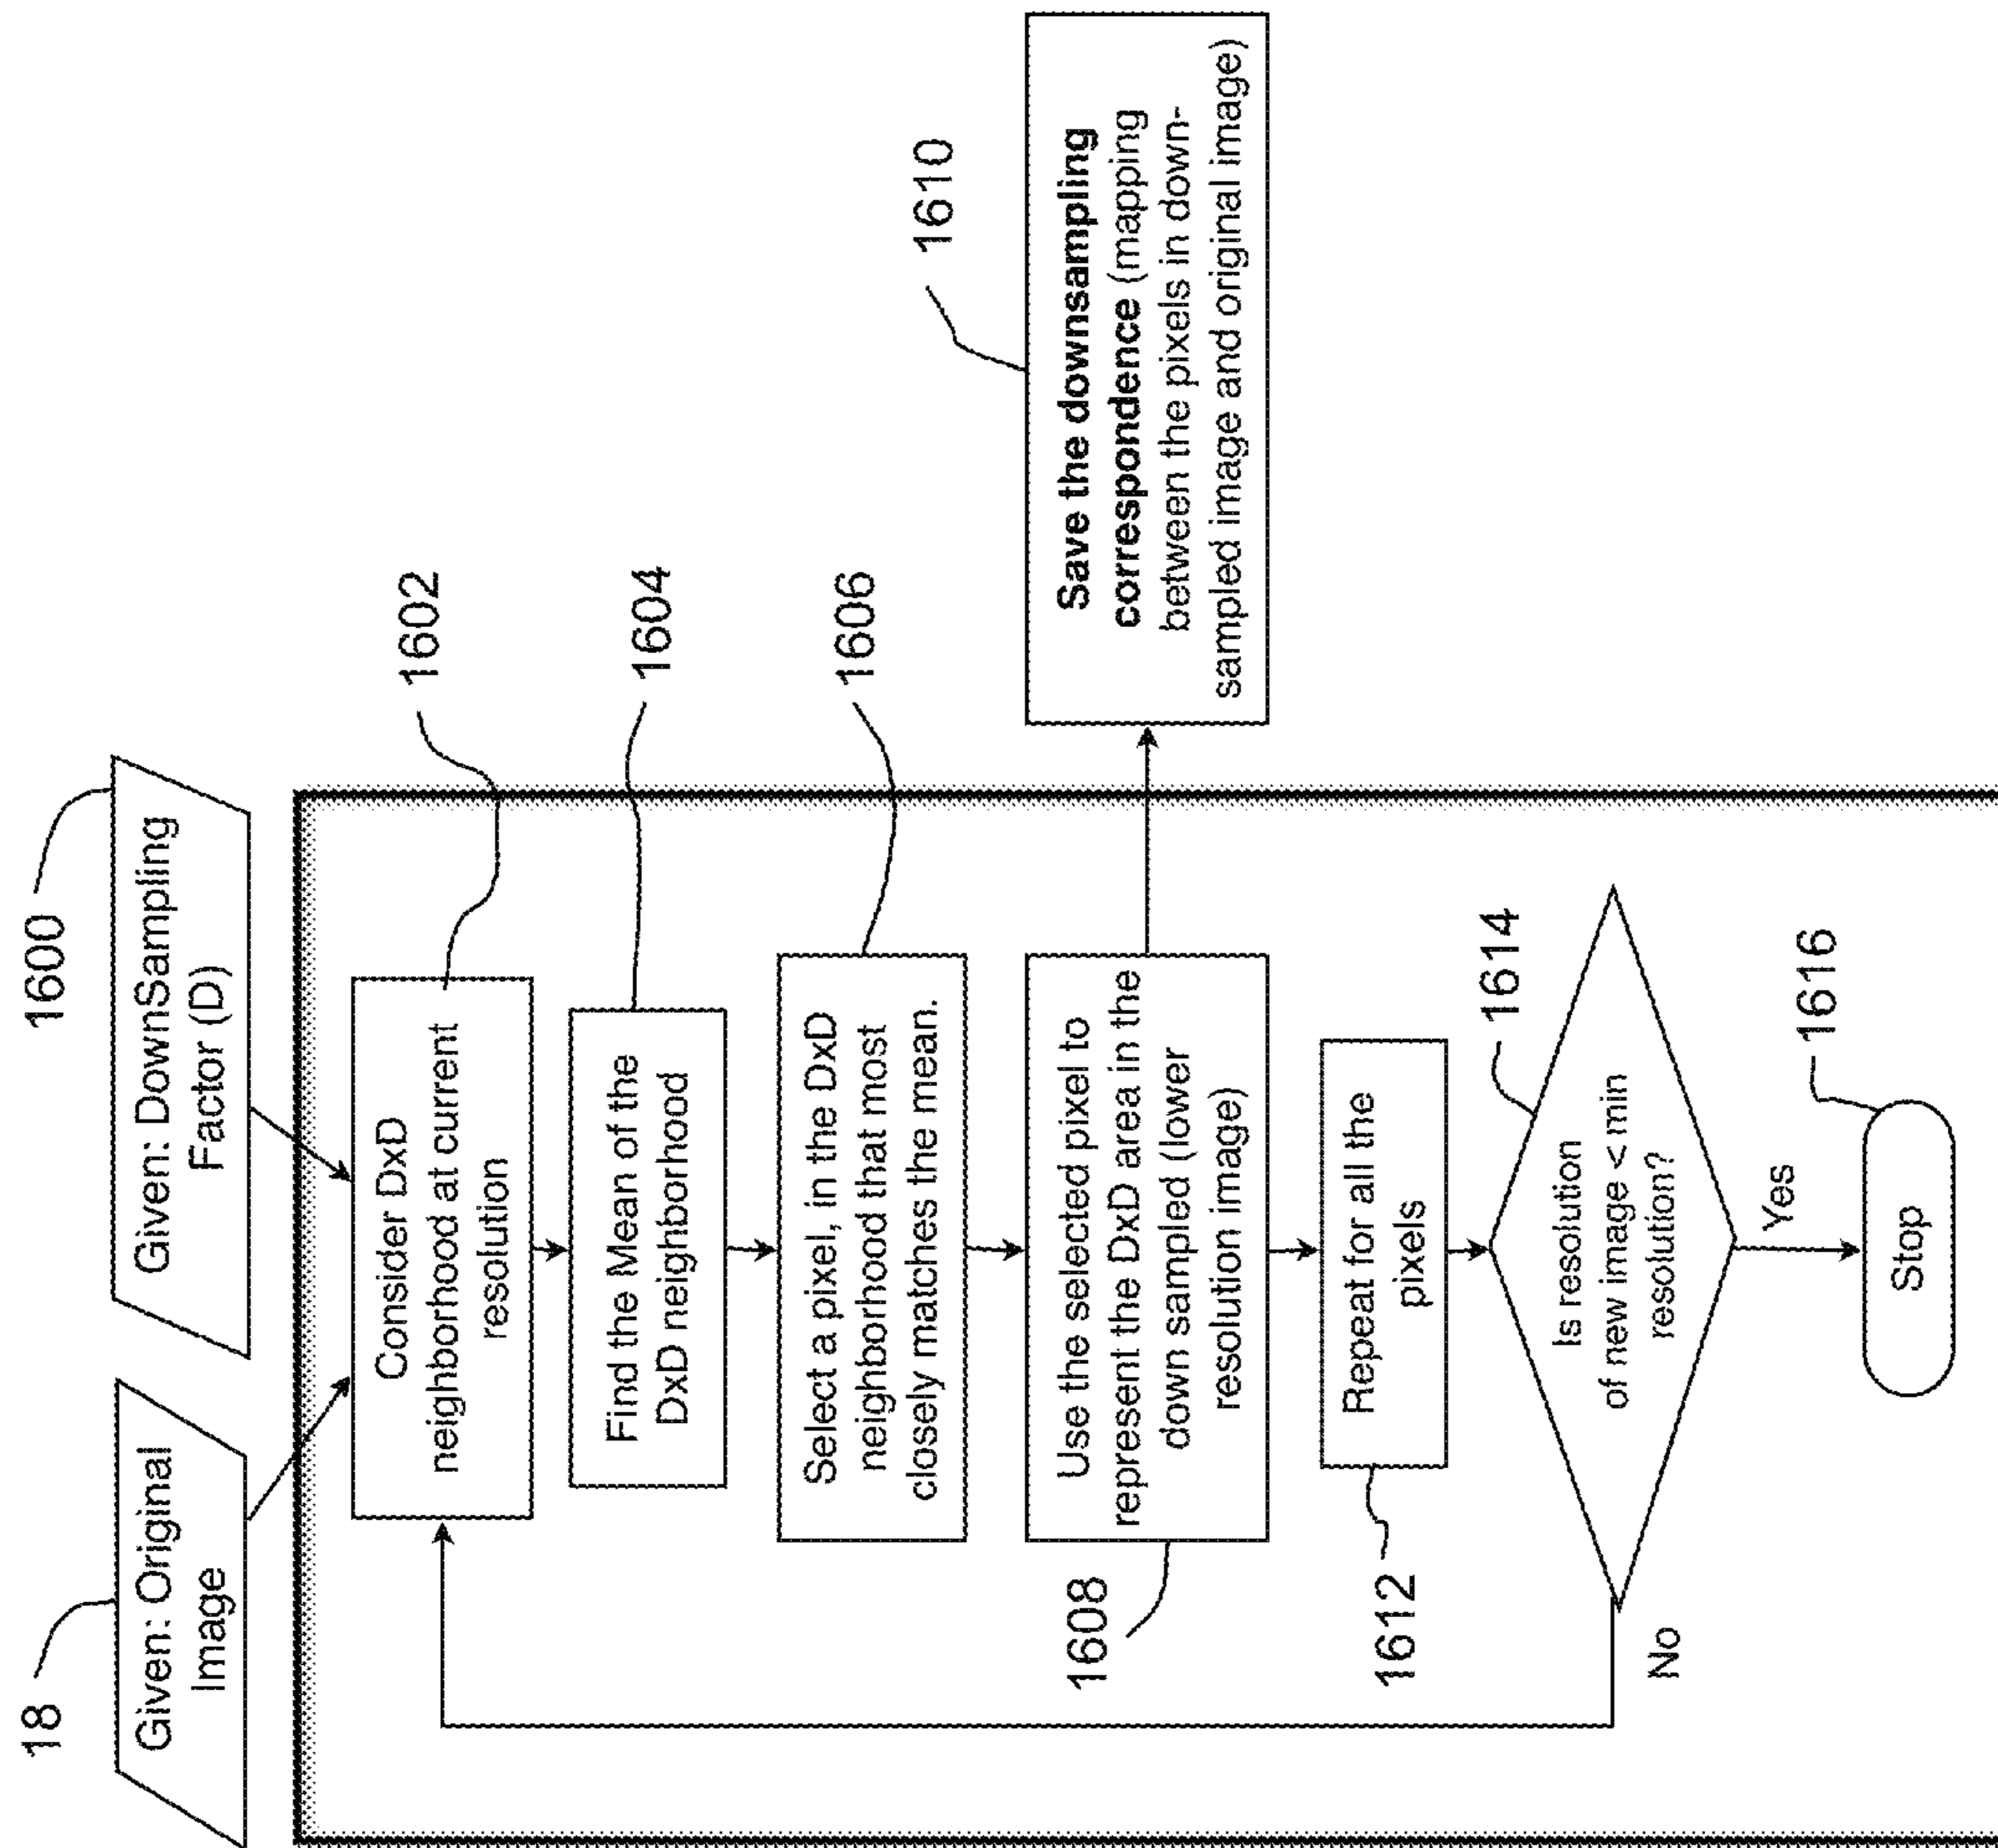 18
Given: Original
Image
1600
Given: DownSampling
Factor (D)
Consider DxD
neighborhood at current
resolution
1602
Find the Mean of the
DxD neighborhood
1604
Select a pixel, in the DxD
neighborhood that most
closely matches the mean.
1606
1608
Use the selected pixel to
represent the DxD area in the
down sampled (lower
resolution image)
1610
Save the downsampling
correspondence (mapping
between the pixels in down-
sampled image and original image)
1612
Repeat for all the
pixels
1614
Is resolution
of new image < min
resolution?
No
Yes
1616
Stop